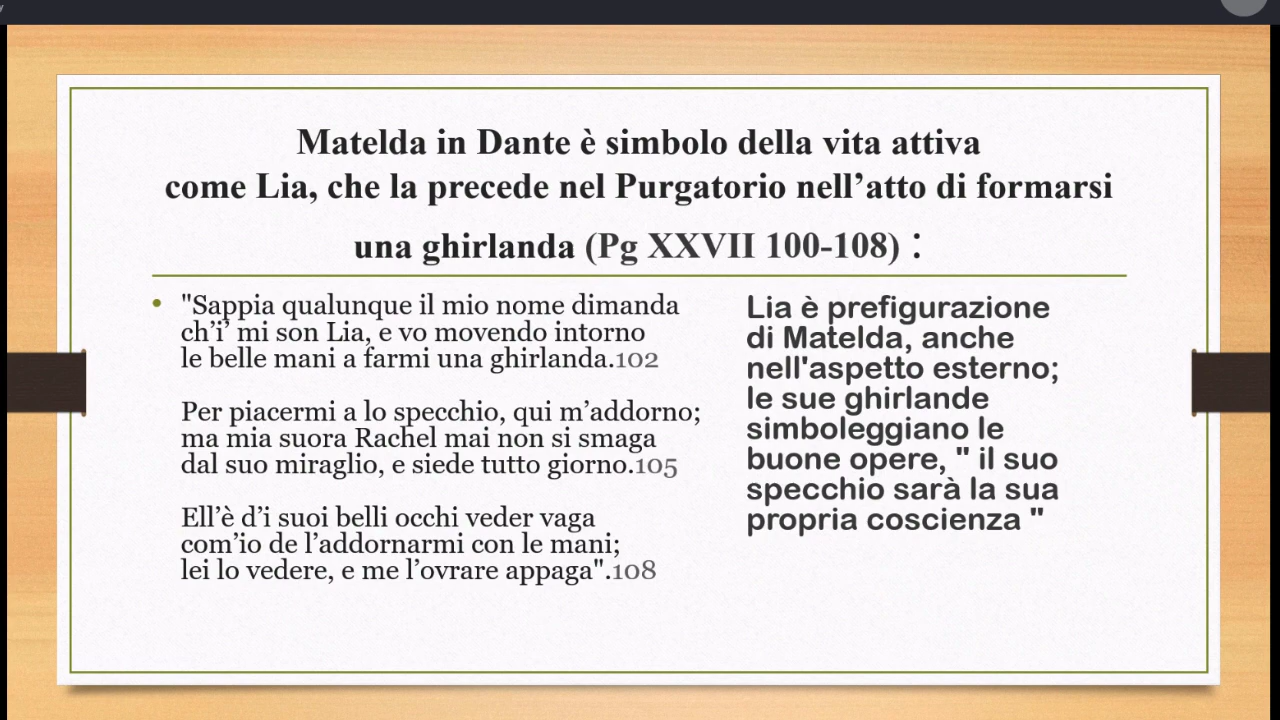 Matelda in Dante è simbolo della vita attiva
come Lia, che la precede nel Purgatorio nell’atto di formarsi
una ghirlanda (Pg XXVII 100-108) :
"Sappia qualunque il mio nome dimanda
ch’i’ mi son Lia, e vo movendo intorno
le belle mani a farmi una ghirlanda.102
Per piacermi a lo specchio, qui m’addorno;
ma mia suora Rachel mai non si smaga
dal suo miraglio, e siede tutto giorno.105
Ell’è d’i suoi belli occhi veder vaga
com’io de l’addornarmi con le mani;
lei lo vedere, e me l’ovrare appaga".108
Lia è prefigurazione
di Matelda, anche
nell'aspetto esterno;
le sue ghirlande
simboleggiano le
buone opere, " il suo
specchio sarà la sua
propria coscienza "